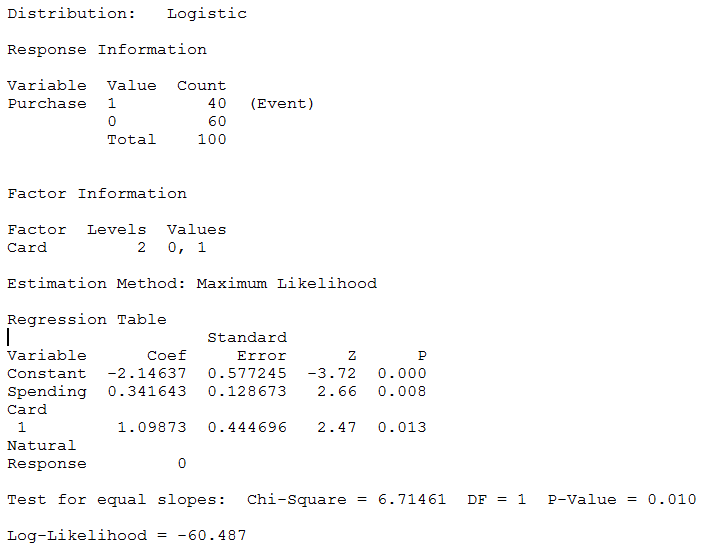 Distribution:   Logistic
Response Information
Variable  Value  Count
Purchase  1         40  (Event)
          0         60
          Total    100
Factor Information
Factor  Levels  Values
Card         2  0, 1
Estimation Method: Maximum Likelihood
Regression Table
                    Standard
Variable      Coef     Error      Z      P
Constant  -2.14637  0.577245  -3.72  0.000
Spending  0.341643  0.128673   2.66  0.008
Card
 1         1.09873  0.444696   2.47  0.013
Natural
Response         0
Test for equal slopes:  Chi-Square = 6.71461  DF = 1  P-Value = 0.010
Log-Likelihood = -60.487